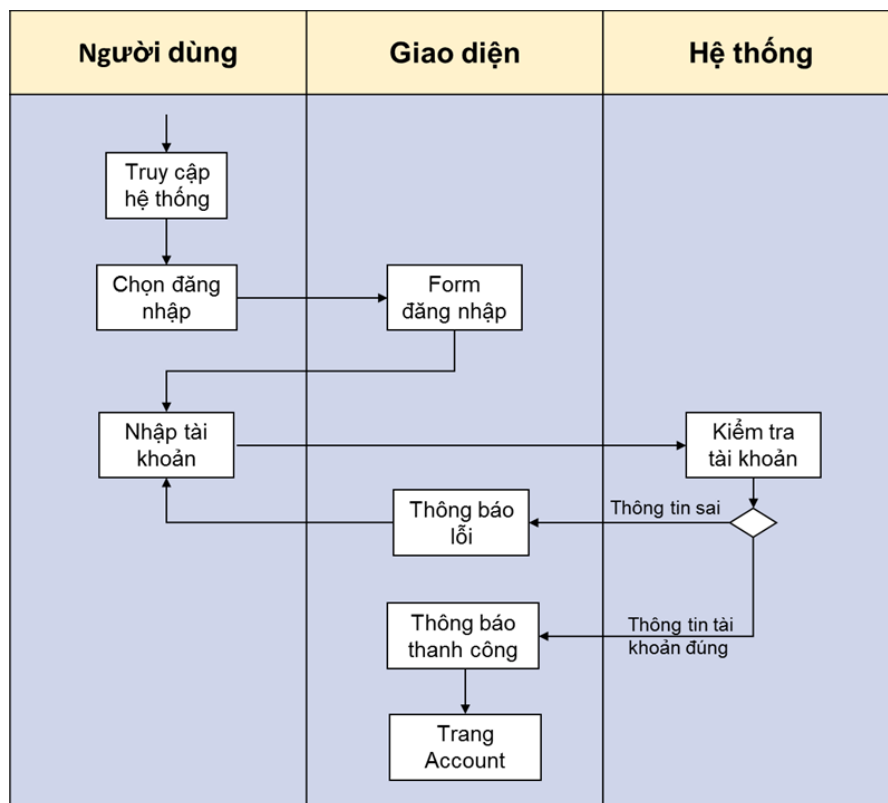 Người dùng
Giao diện
Hệ thống
Truy cập
hệ thống
Chọn đăng
nhập
Form
đăng nhập
Nhập tài
khoản
Kiểm tra
tài khoản
Thông báo
lỗi
Thông tin sai
Thông báo
thanh công
Thông tin tài
khoản đúng
Trang
Account